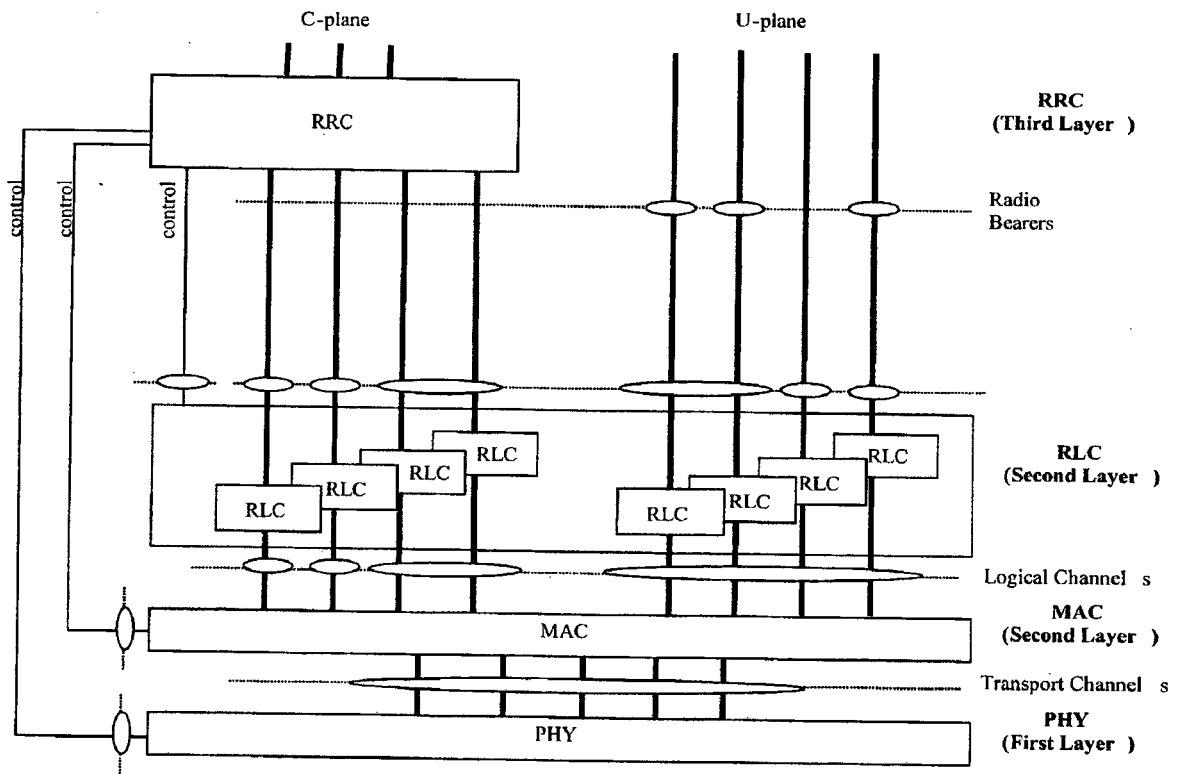 C-plane
U-plane
RRC
RRC
(Third Layer )
control
control
control
Radio
Bearers
RLC
RLC
RLC
RLC
RLC
RLC
RLC
RLC
RLC
(Second Layer )
Logical Channel s
MAC
MAC
(Second Layer )
Transport Channel s
PHY
PHY
(First Layer )